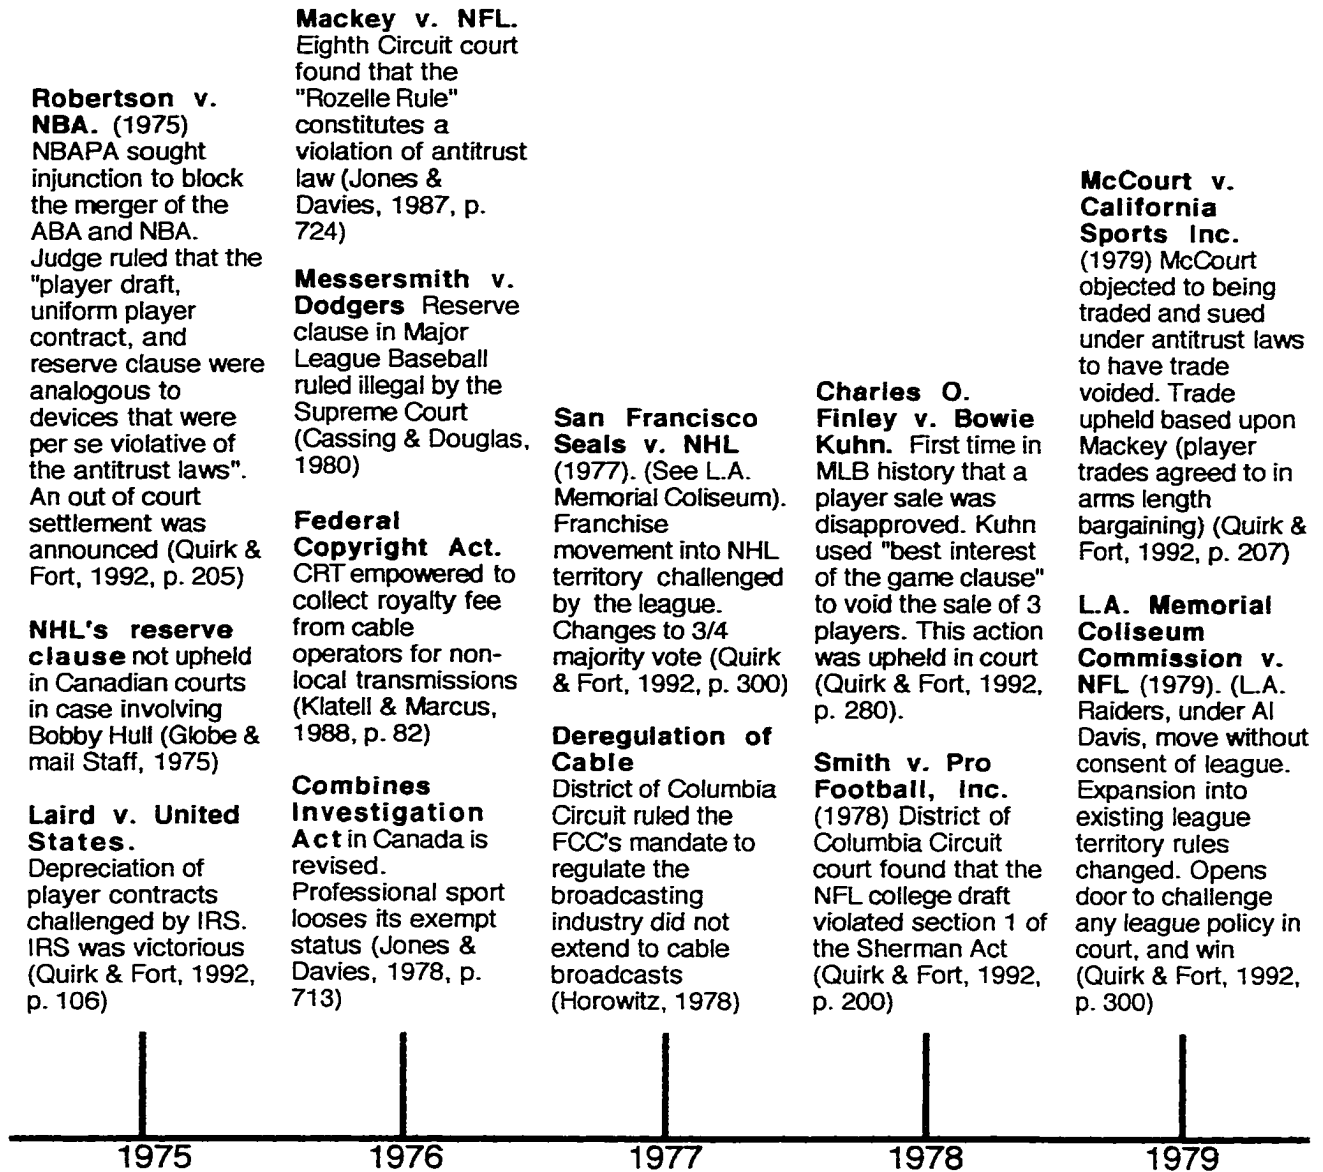 Robertson v.
NBA. (1975)
NBAPA sought
injunction to block
the merger of the
ABA and NBA.
Judge ruled that the
"player draft,
uniform player
contract, and
reserve clause were
analogous to
devices that were
per se violative of
the antitrust laws".
An out of court
settlement was
announced (Quirk &
Fort, 1992, p. 205)
NHL's reserve
clause not upheld
in Canadian courts
in case involving
Bobby Hull (Globe &
mail Staff, 1975)
Laird v. United
States.
Depreciation of
player contracts
challenged by IRS.
IRS was victorious
(Quirk & Fort, 1992,
p. 106)
Mackey v. NFL.
Eighth Circuit court
found that the
"Rozelle Rule"
constitutes a
violation of antitrust
law (Jones &
Davies, 1987, p.
724)
Messersmith v.
Dodgers Reserve
clause in Major
League Baseball
ruled illegal by the
Supreme Court
(Cassing & Douglas,
1980)
Federal
Copyright Act.
CRT empowered to
collect royalty fee
from cable
operators for non-
local transmissions
(Klatell & Marcus,
1988, p. 82)
Combines
Investigation
Act in Canada is
revised.
Professional sport
looses its exempt
status (Jones &
Davies, 1978, p.
713)
San Francisco
Seals v. NHL
(1977). (See L.A.
Memorial Coliseum).
Franchise
movement into NHL
territory challenged
by the league.
Changes to 3/4
majority vote (Quirk
& Fort, 1992, p. 300)
Deregulation of
Cable
District of Columbia
Circuit ruled the
FCC's mandate to
regulate the
broadcasting
industry did not
extend to cable
broadcasts
(Horowitz, 1978)
Charles O.
Finley v. Bowie
Kuhn. First time in
MLB history that a
player sale was
disapproved. Kuhn
used "best interest
of the game clause"
to void the sale of 3
players. This action
was upheld in court
(Quirk & Fort, 1992,
p. 280).
Smith v. Pro
Football, Inc.
(1978) District of
Columbia Circuit
court found that the
NFL college draft
violated section 1 of
the Sherman Act
(Quirk & Fort, 1992,
p. 200)
McCourt v.
California
Sports Inc.
(1979) McCourt
objected to being
traded and sued
under antitrust laws
to have trade
voided. Trade
upheld based upon
Mackey (player
trades agreed to in
arms length
bargaining) (Quirk &
Fort, 1992, p. 207)
L.A. Memorial
Coliseum
Commission v.
NFL (1979). (L.A.
Raiders, under Al
Davis, move without
consent of league.
Expansion into
existing league
territory rules
changed. Opens
door to challenge
any league policy in
court, and win
(Quirk & Fort, 1992,
p. 300)
1975 1976 1977 1978 1979